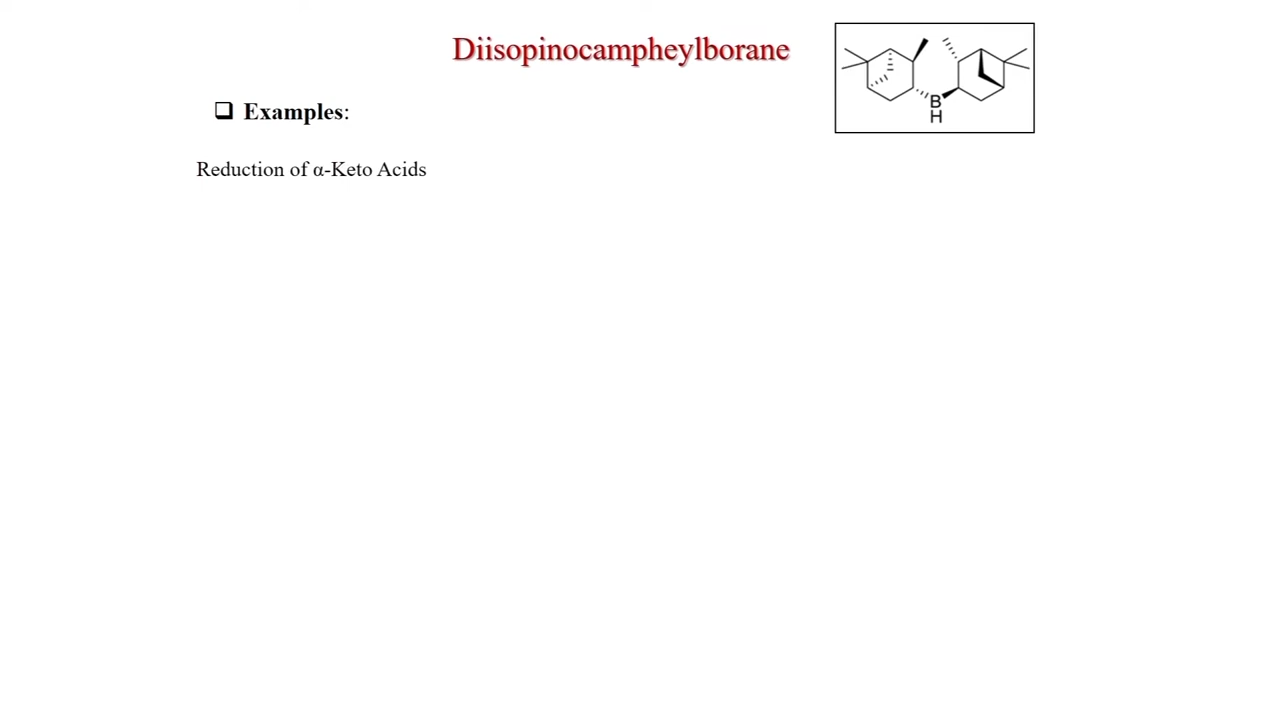 Diisopinocampheylborane
B
H
❑ Examples:
Reduction of α-Keto Acids